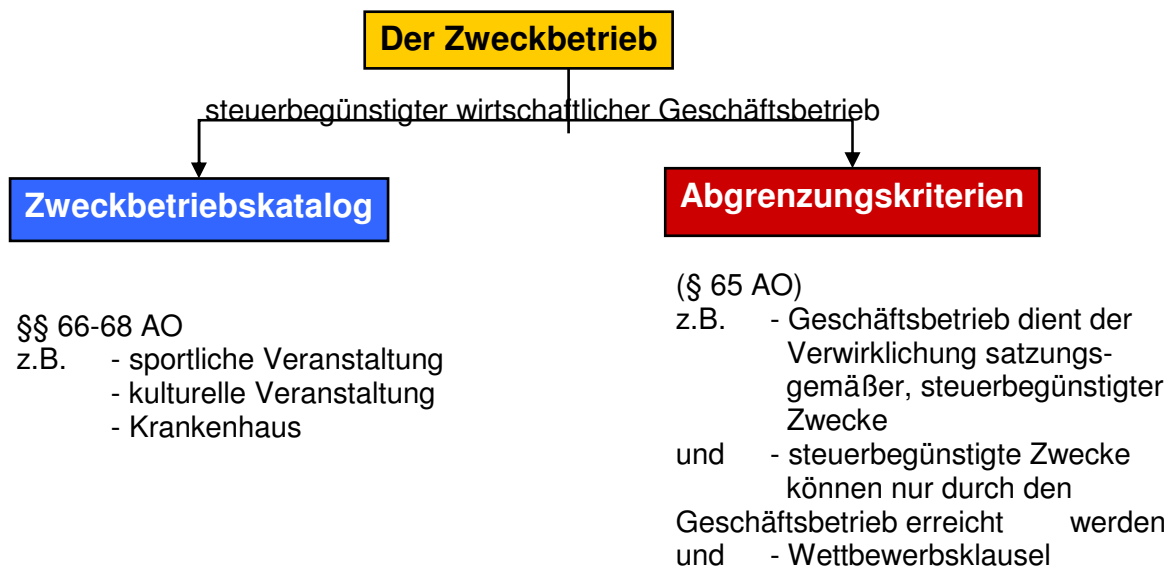 Der Zweckbetrieb
steuerbegünstigter wirtschaftlicher Geschäftsbetrieb
Zweckbetriebskatalog
§§ 66-68 AO
z.B. - sportliche Veranstaltung
- kulturelle Veranstaltung
- Krankenhaus
Abgrenzungskriterien
(§ 65 AO)
z.B. - Geschäftsbetrieb dient der
Verwirklichung satzungs-
gemäßer, steuerbegünstigter
Zwecke
und - steuerbegünstigte Zwecke
können nur durch den
Geschäftsbetrieb erreicht werden
und - Wettbewerbsklausel